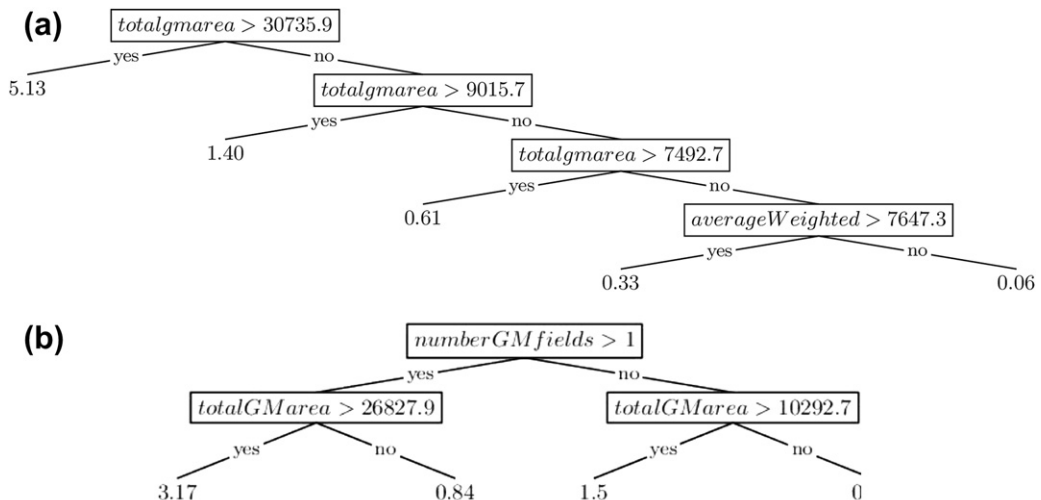 (a)
totalgmarea > 30735.9
yes no
5.13
totalgmarea > 9015.7
yes no
1.40
totalgmarea > 7492.7
yes no
0.61
averageWeighted > 7647.3
yes no
0.33 0.06
(b)
numberGMfields > 1
yes no
totalGMarea > 26827.9 totalGMarea > 10292.7
yes no yes no
3.17 0.84 1.5 0